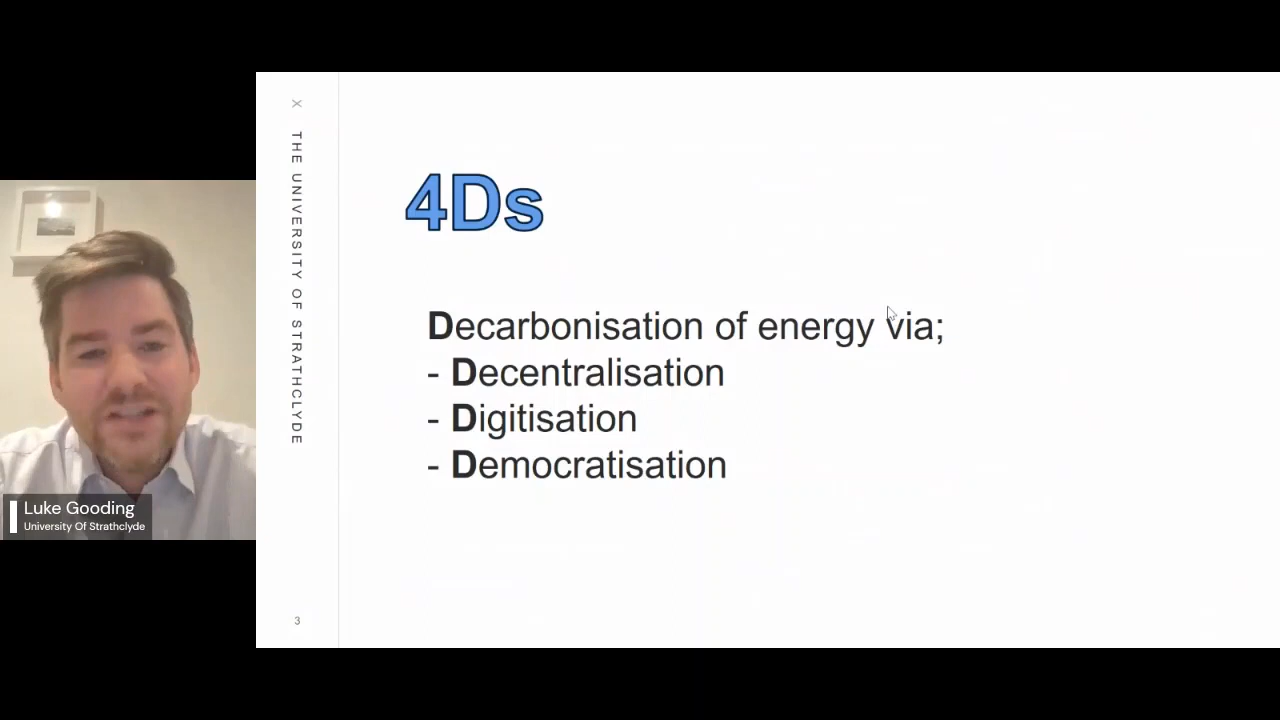 X THE UNIVERSITY OF STRATHCLYDE
4Ds
Decarbonisation of energy via;
- Decentralisation
- Digitisation
- Democratisation
Luke Gooding
University Of Strathclyde
3